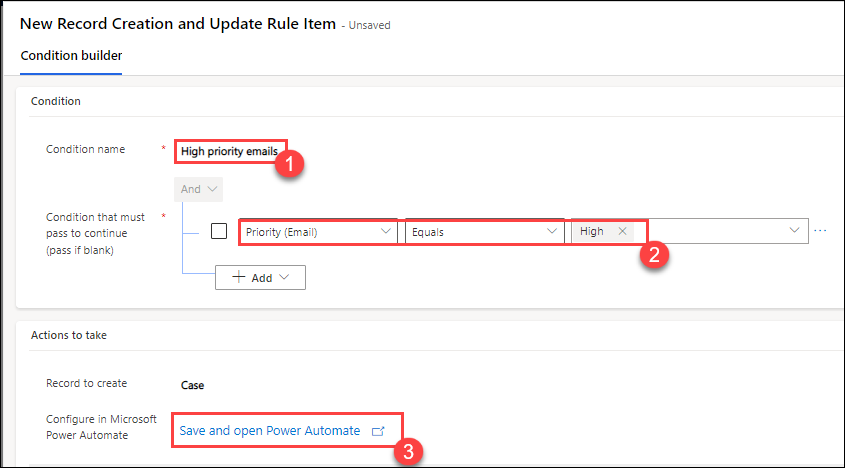 New Record Creation and Update Rule Item - Unsaved
Condition builder
Condition
Condition name * High priority emails
1
And
Condition that must * pass to continue (pass if blank)
Priority (Email) Equals High
2
Add
Actions to take
Record to create Case
Configure in Microsoft
Power Automate
Save and open Power Automate
3